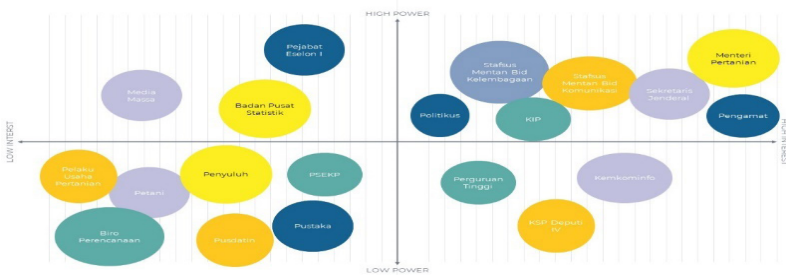 HIGH POWER
Pejabat
Eselon I
Stafsus
Mentan Bid
Kelembagaan
Menteri
Pertanian
Stafsus
Mentan Bid
Komunikasi
Media
Massa
Sekretaris
Jenderal
Badan Pusat
Statistik
Politikus
KIP
Pengamat
LOW INTERST
HIGH INTEREST
Pelaku
Usaha
Pertanian
Petani
Penyuluh
PSEKP
Perguruan
Tinggi
Kemkominfo
Biro
Perencanaan
Pusdatin
Pustaka
KSP Deputi
IV
LOW POWER